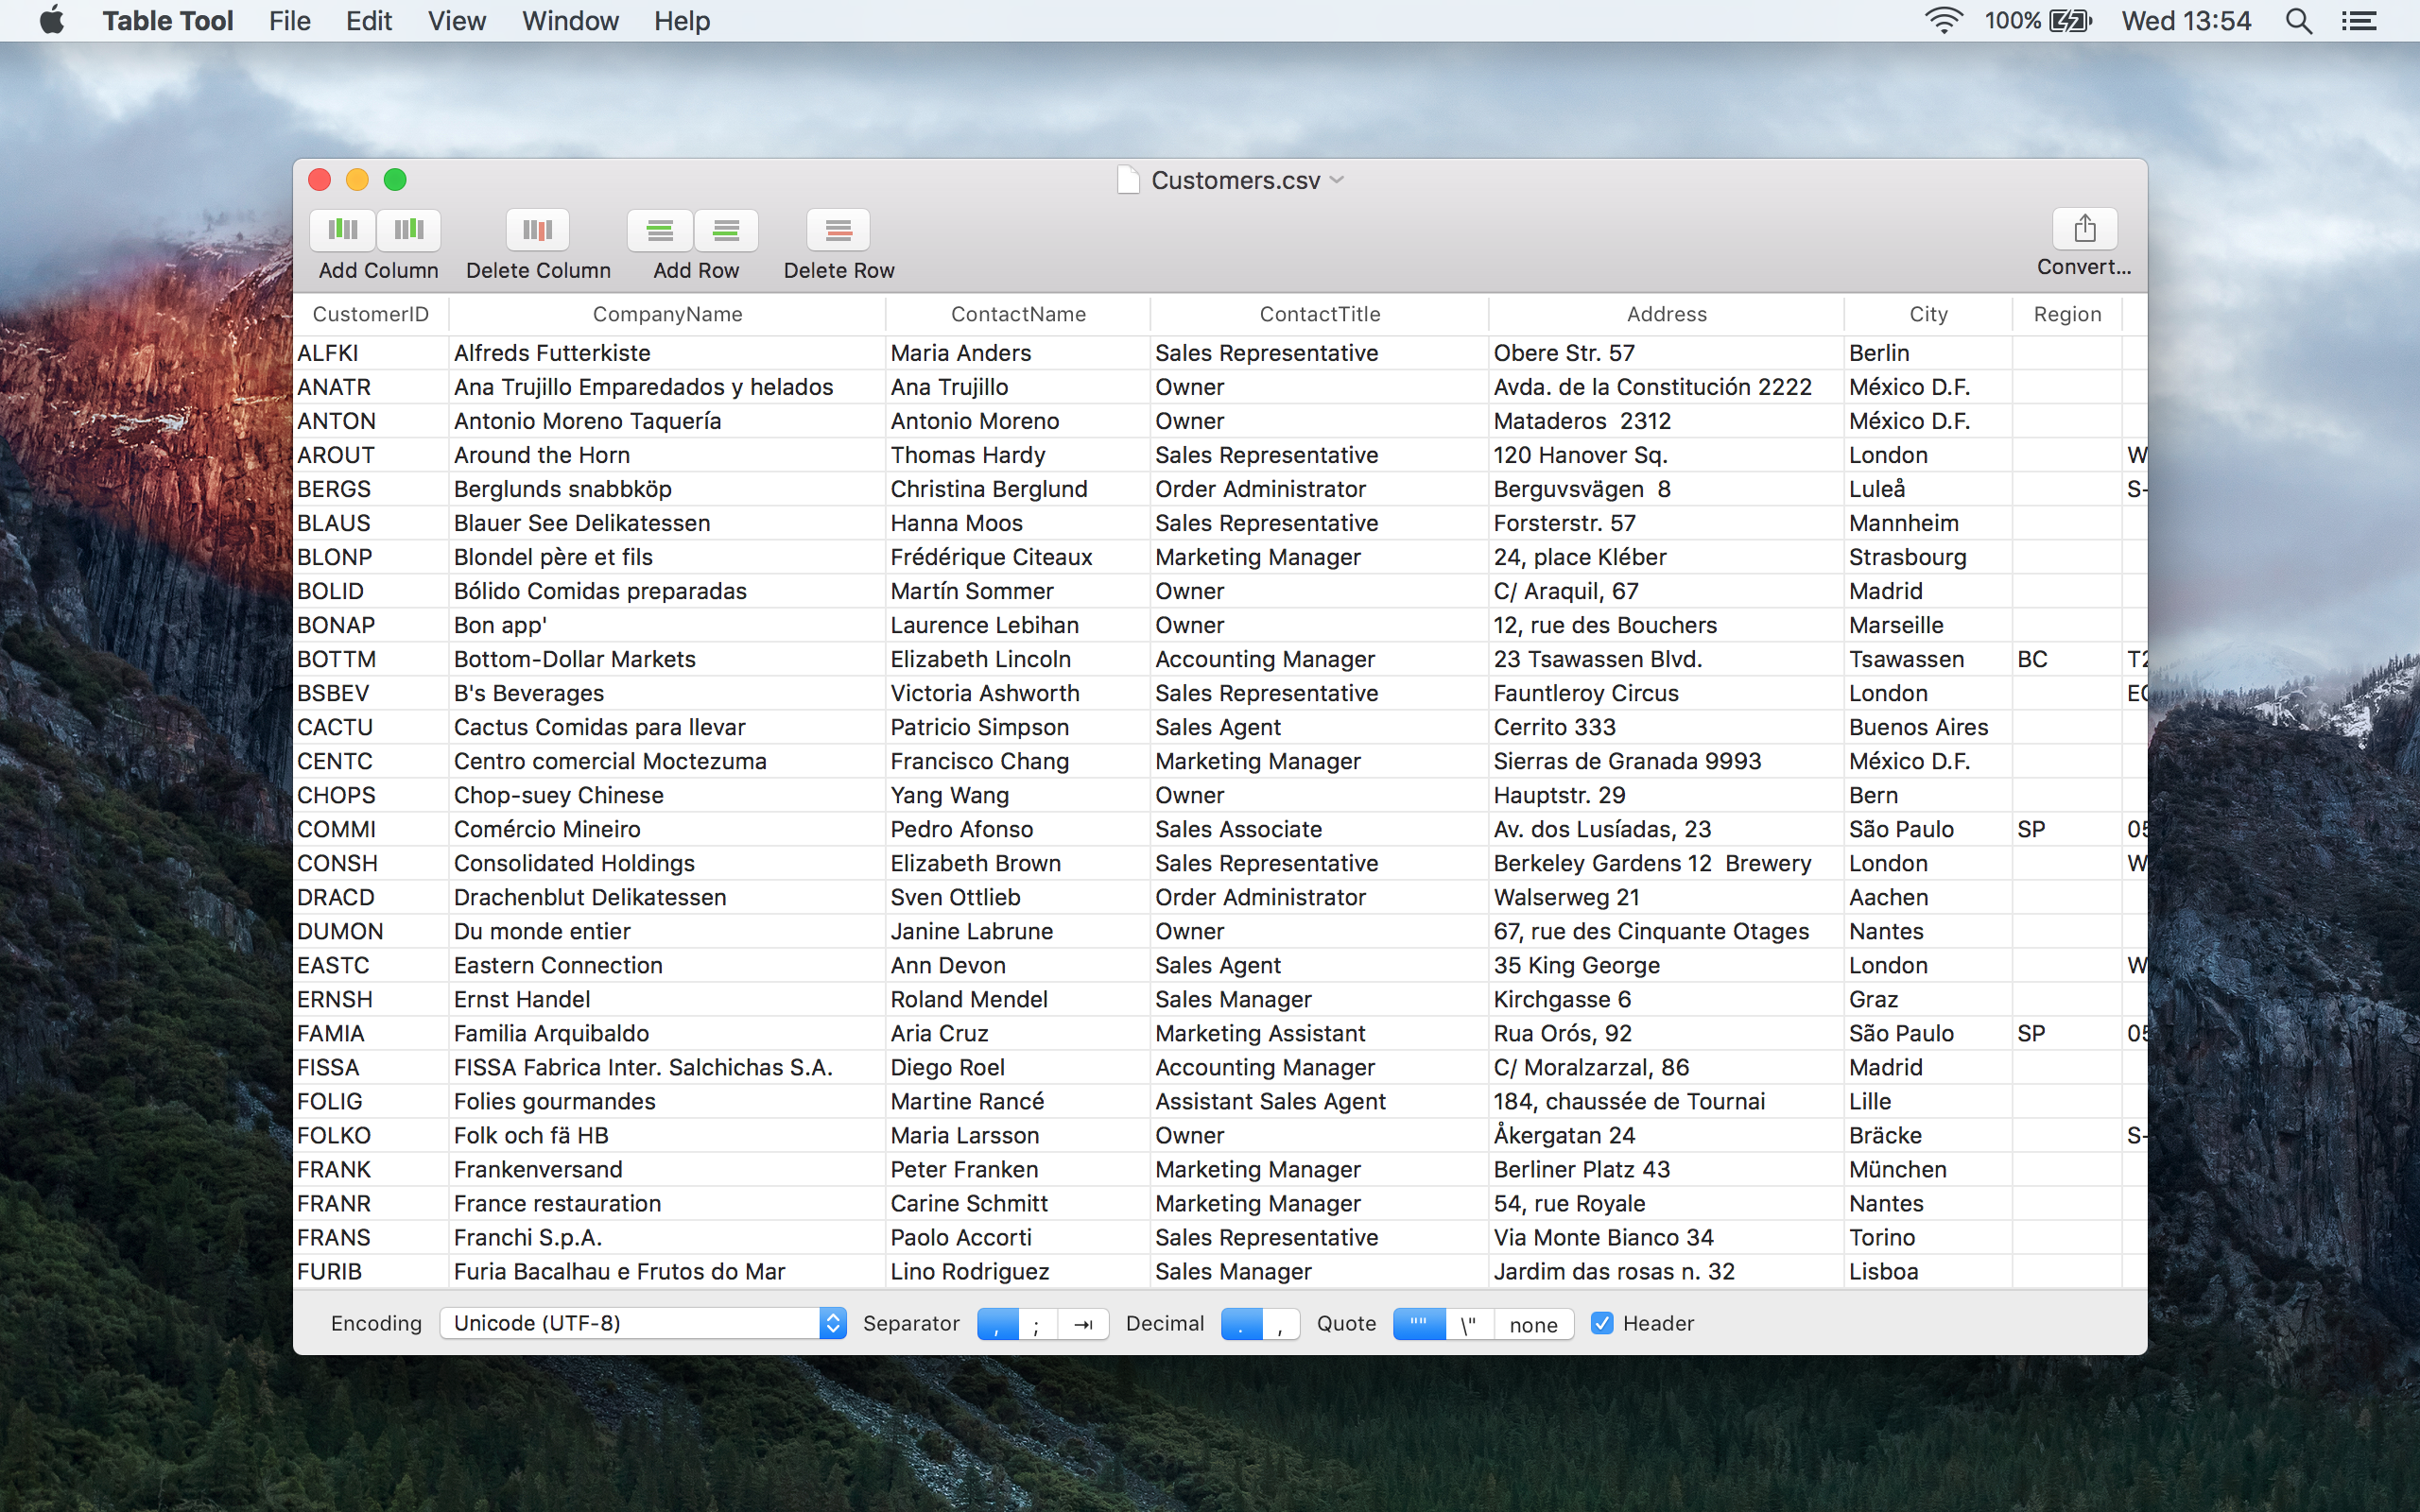 Table Tool File Edit View Window Help 100% Wed 13:54
Customers.csv
Add Column Delete Column Add Row Delete Row Convert...
CustomerID CompanyName ContactName ContactTitle Address City Region
ALFKI Alfreds Futterkiste Maria Anders Sales Representative Obere Str. 57 Berlin
ANATR Ana Trujillo Emparedados y helados Ana Trujillo Owner Avda. de la Constitución 2222 México D.F.
ANTON Antonio Moreno Taquería Antonio Moreno Owner Mataderos  2312 México D.F.
AROUT Around the Horn Thomas Hardy Sales Representative 120 Hanover Sq. London W
BERGS Berglunds snabbköp Christina Berglund Order Administrator Berguvsvägen  8 Luleå S-
BLAUS Blauer See Delikatessen Hanna Moos Sales Representative Forsterstr. 57 Mannheim
BLONP Blondel père et fils Frédérique Citeaux Marketing Manager 24, place Kléber Strasbourg
BOLID Bólido Comidas preparadas Martín Sommer Owner C/ Araquil, 67 Madrid
BONAP Bon app' Laurence Lebihan Owner 12, rue des Bouchers Marseille
BOTTM Bottom-Dollar Markets Elizabeth Lincoln Accounting Manager 23 Tsawassen Blvd. Tsawassen BC T2
BSBEV B's Beverages Victoria Ashworth Sales Representative Fauntleroy Circus London EC
CACTU Cactus Comidas para llevar Patricio Simpson Sales Agent Cerrito 333 Buenos Aires
CENTC Centro comercial Moctezuma Francisco Chang Marketing Manager Sierras de Granada 9993 México D.F.
CHOPS Chop-suey Chinese Yang Wang Owner Hauptstr. 29 Bern
COMMI Comércio Mineiro Pedro Afonso Sales Associate Av. dos Lusíadas, 23 São Paulo SP 05
CONSH Consolidated Holdings Elizabeth Brown Sales Representative Berkeley Gardens 12  Brewery London W
DRACD Drachenblut Delikatessen Sven Ottlieb Order Administrator Walserweg 21 Aachen
DUMON Du monde entier Janine Labrune Owner 67, rue des Cinquante Otages Nantes
EASTC Eastern Connection Ann Devon Sales Agent 35 King George London W
ERNSH Ernst Handel Roland Mendel Sales Manager Kirchgasse 6 Graz
FAMIA Familia Arquibaldo Aria Cruz Marketing Assistant Rua Orós, 92 São Paulo SP 05
FISSA FISSA Fabrica Inter. Salchichas S.A. Diego Roel Accounting Manager C/ Moralzarzal, 86 Madrid
FOLIG Folies gourmandes Martine Rancé Assistant Sales Agent 184, chaussée de Tournai Lille
FOLKO Folk och fä HB Maria Larsson Owner Åkergatan 24 Bräcke S-
FRANK Frankenversand Peter Franken Marketing Manager Berliner Platz 43 München
FRANR France restauration Carine Schmitt Marketing Manager 54, rue Royale Nantes
FRANS Franchi S.p.A. Paolo Accorti Sales Representative Via Monte Bianco 34 Torino
FURIB Furia Bacalhau e Frutos do Mar Lino Rodriguez Sales Manager Jardim das rosas n. 32 Lisboa
Encoding Unicode (UTF-8) Separator , ; ⇥ Decimal . , Quote "" \" none Header